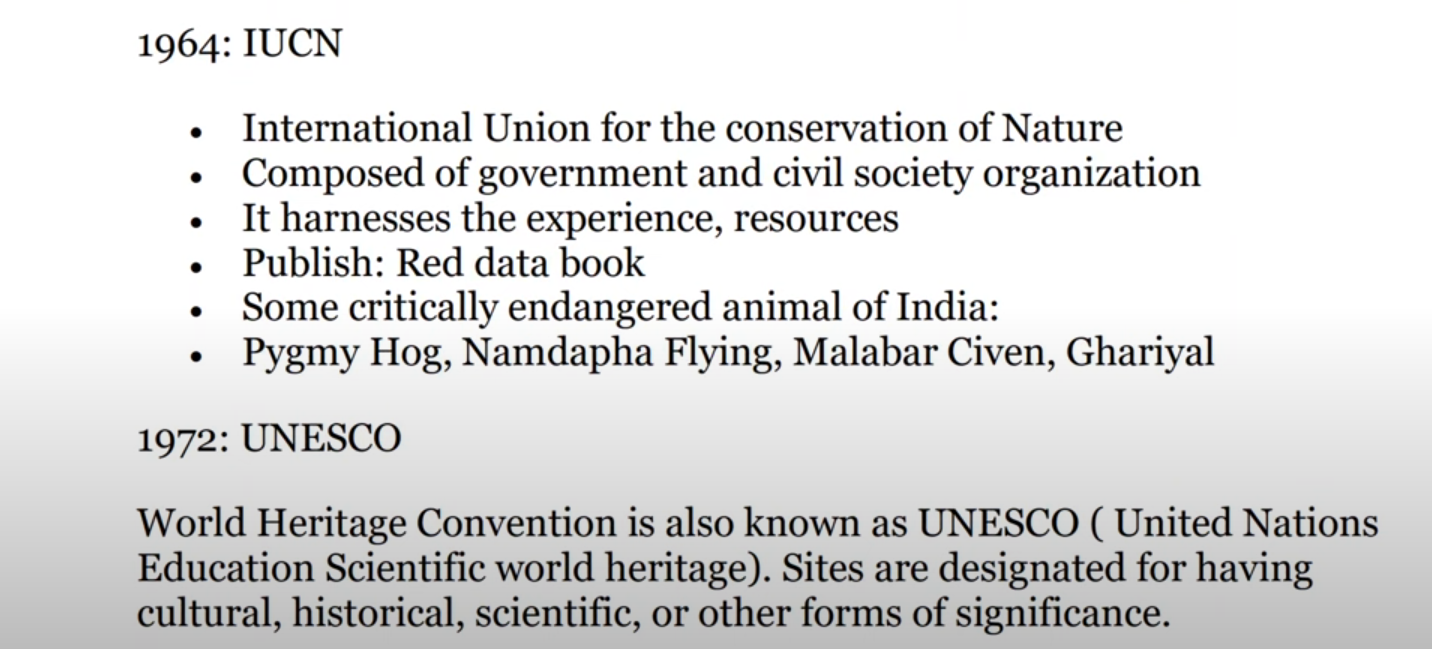 1964: IUCN
• International Union for the conservation of Nature
• Composed of government and civil society organization
• It harnesses the experience, resources
• Publish: Red data book
• Some critically endangered animal of India:
• Pygmy Hog, Namdapha Flying, Malabar Civen, Ghariyal
1972: UNESCO
World Heritage Convention is also known as UNESCO ( United Nations
Education Scientific world heritage). Sites are designated for having
cultural, historical, scientific, or other forms of significance.